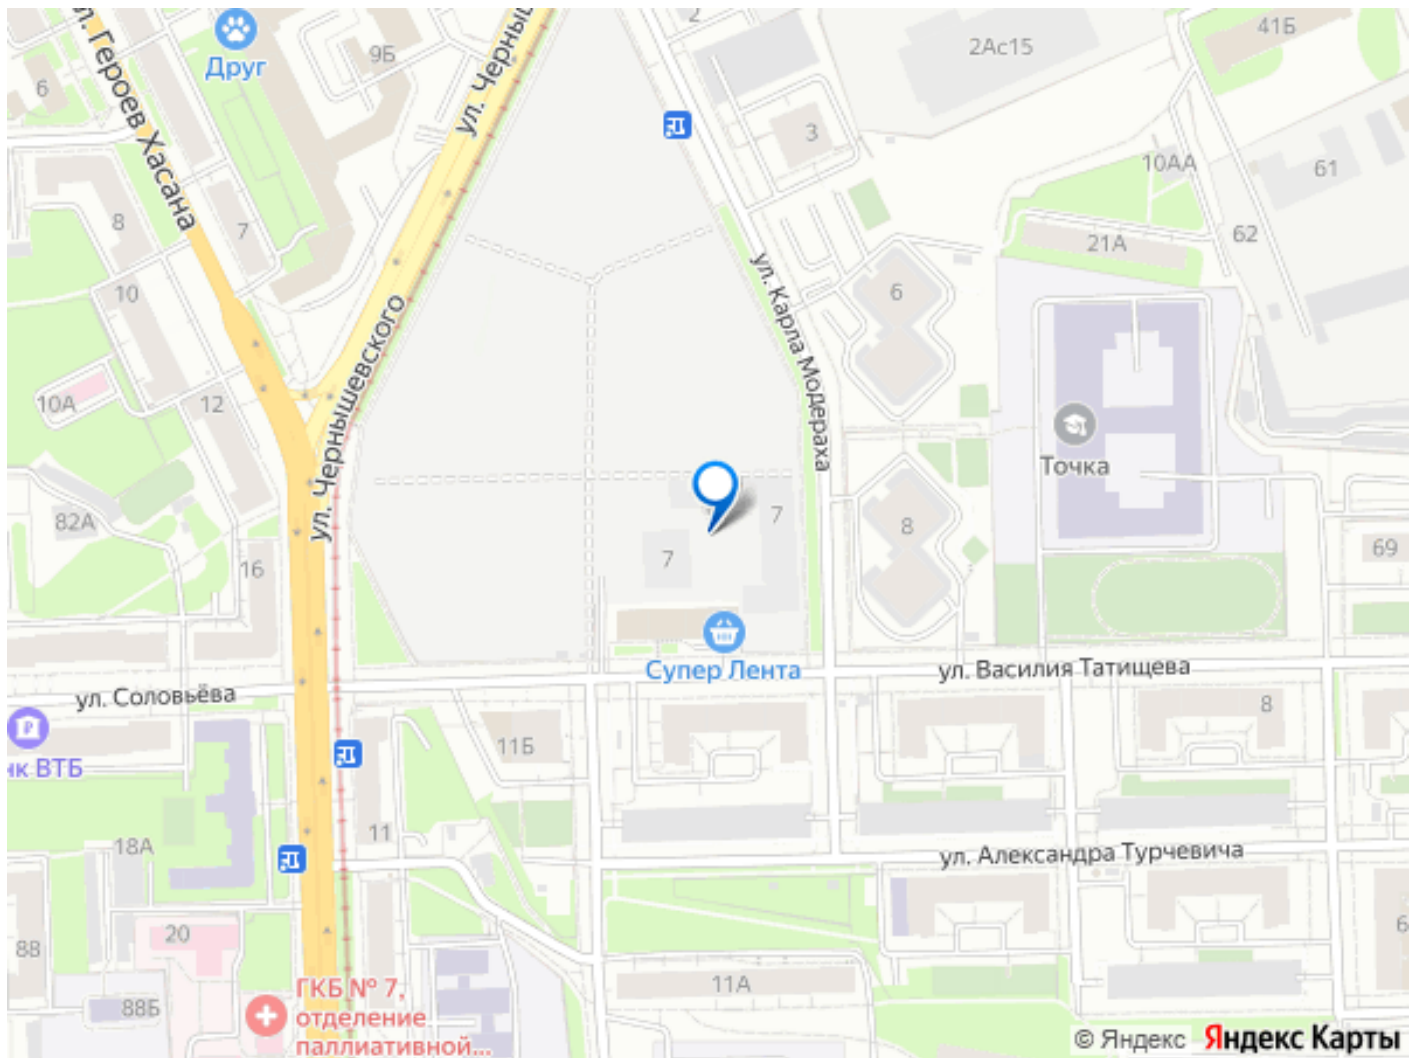 2
2Ас15
41Б
Друг
9Б
6
ул. Черныш
ул. Героев Хасана
3
10АА
61
8
7
62
21А
ул. Карла Модераха
10
6
ул. Чернышевского
10А
12
Точка
7
82А
8
7
69
16
Супер Лента
ул. Василия Татищева
ул. Соловьёва
8
11Б
нк ВТБ
11
18А
ул. Александра Турчевича
20
88
6
11А
ГКБ № 7,
отделение
паллиативной...
88Б
© Яндекс Яндекс Карты